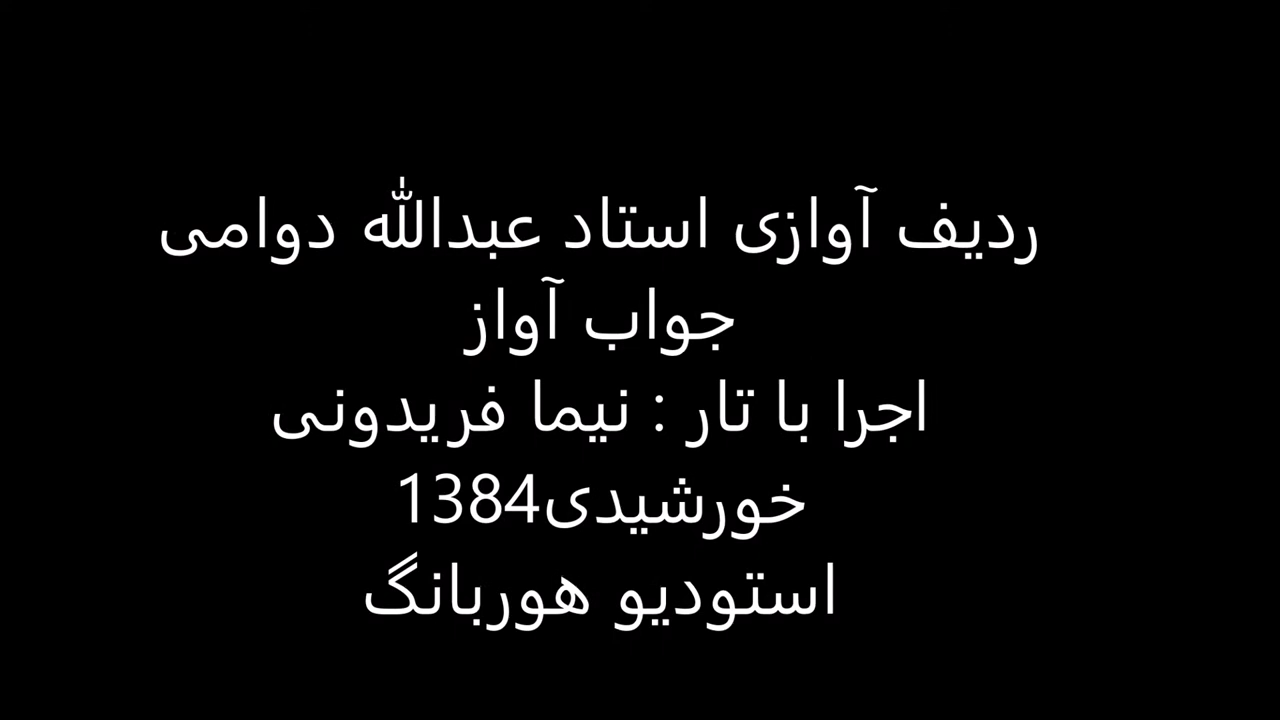 ردیف آوازی استاد عبدالله دوامی
جواب آواز
اجرا با تار : نیما فریدونی
خورشیدی1384
استودیو هوربانگ